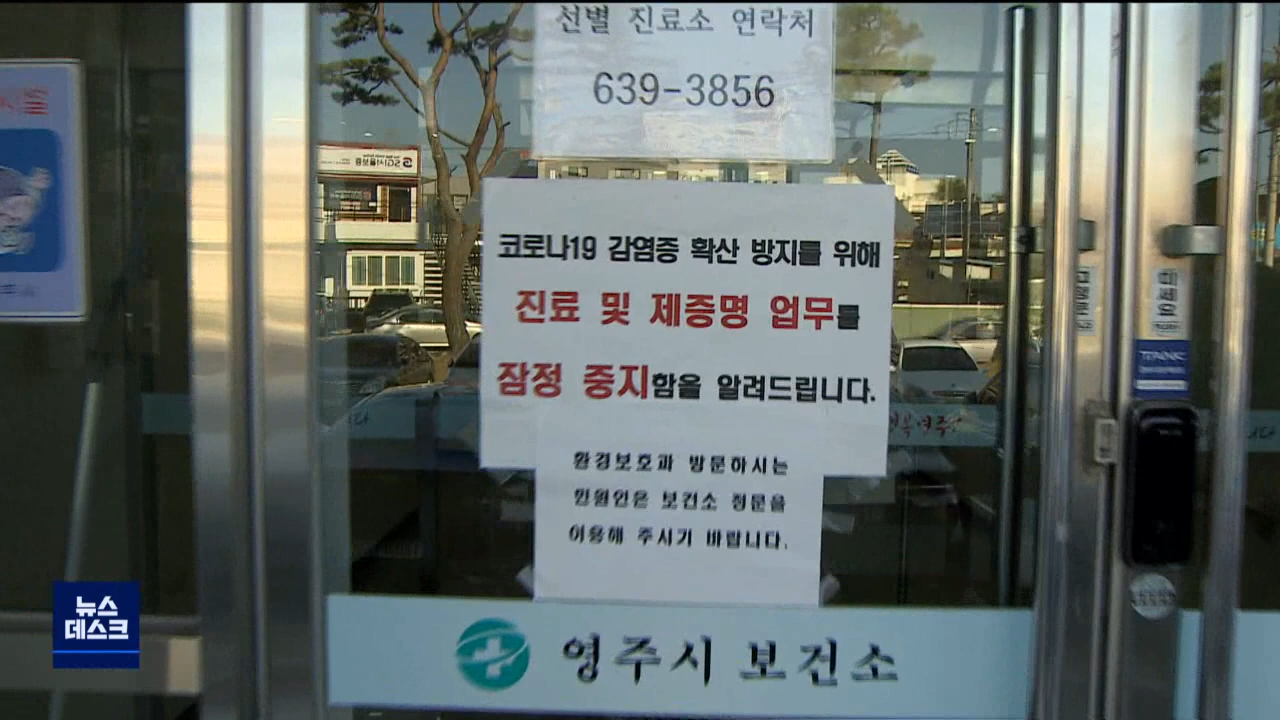 선별 진료소 연락처
639-3856
코로나19 감염증 확산 방지를 위해
진료 및 제증명 업무를
잠정 중지함을 알려드립니다.
환경보호과 방문하시는
민원인은 보건소 정문을
이용해 주시기 바랍니다.
영주시 보건소
미세요
뉴스
데스크